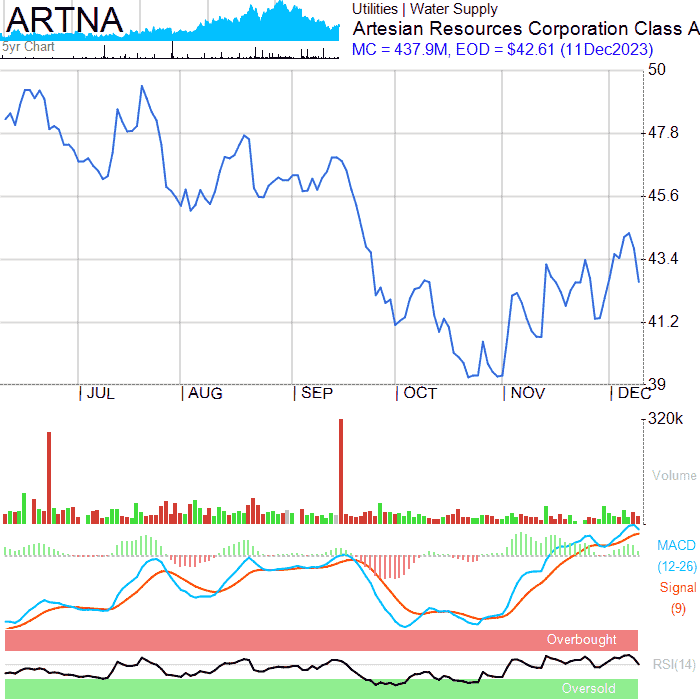 ARTNA
5yr Chart
Utilities | Water Supply
Artesian Resources Corporation Class A
MC = 437.9M, EOD = $42.61 (11Dec2023)
50
47.8
45.6
43.4
41.2
39
JUL
AUG
SEP
OCT
NOV
DEC
320k
Volume
MACD
(12-26)
Signal
(9)
Overbought
RSI(14)
Oversold